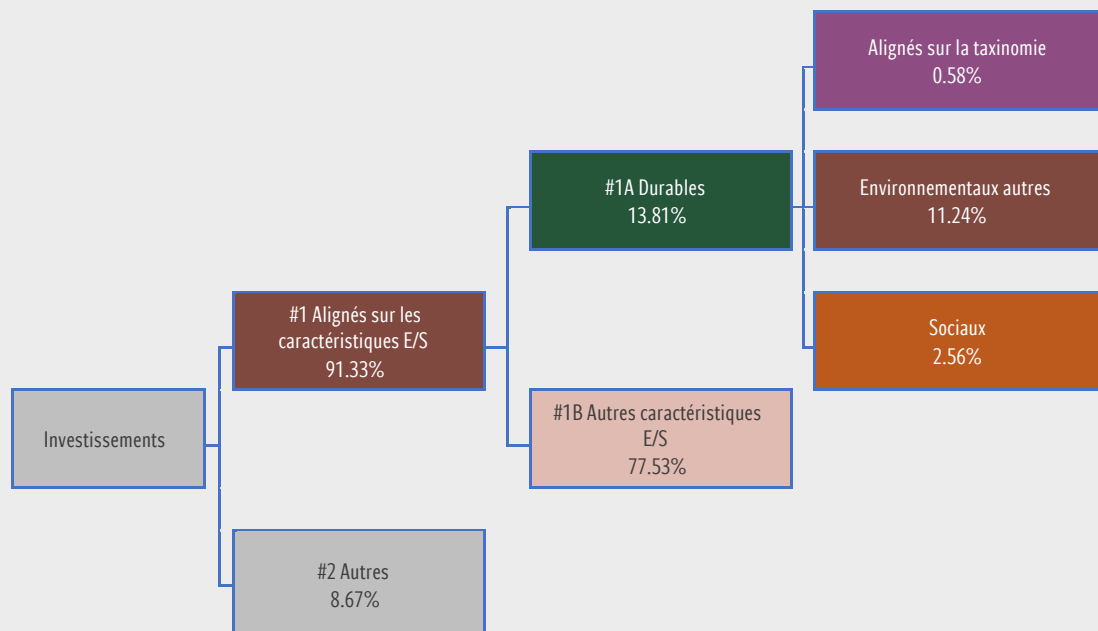 Alignés sur la taxinomie
0.58%
#1A Durables
13.81%
Environnementaux autres
11.24%
#1 Alignés sur les
caractéristiques E/S
91.33%
Sociaux
2.56%
Investissements
#1B Autres caractéristiques
E/S
77.53%
#2 Autres
8.67%